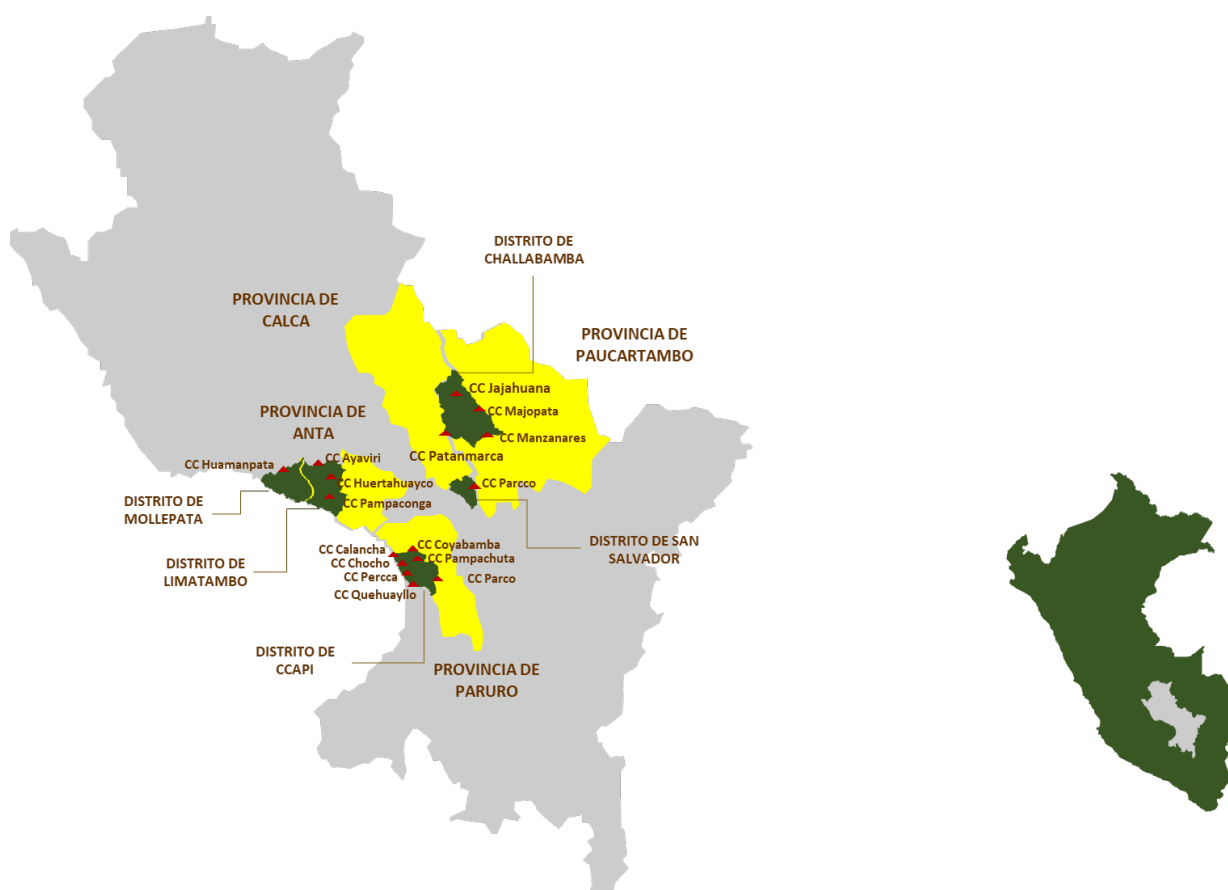 DISTRITO DE
CHALLABAMBA
PROVINCIA DE
CALCA
PROVINCIA DE
PAUCARTAMBO
CC Jajahuana
CC Majopata
CC Manzanares
CC Patanmarca
PROVINCIA DE
ANTA
CC Huamanpata
CC Ayaviri
CC Huertahuayco
CC Pampaconga
CC Parcco
DISTRITO DE
MOLLEPATA
DISTRITO DE
LIMATAMBO
DISTRITO DE SAN
SALVADOR
CC Coyabamba
CC Calancha
CC Pampachuta
CC Chocho
CC Percca
CC Parco
CC Quehuayllo
DISTRITO DE
CCAPI
PROVINCIA DE
PARURO